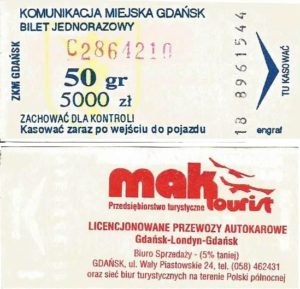 KOMUNIKACJA MIEJSKA GDAŃSK
BILET JEDNORAZOWY
C2864210
ZKM GDAŃSK
50 gr
5000 zł
ZACHOWAĆ DLA KONTROLI
Kasować zaraz po wejściu do pojazdu
18 8961544
engraf
TU KASOWAĆ
mak
tourist
Przedsiębiorstwo turystyczne
LICENCJONOWANE PRZEWOZY AUTOKAROWE
Gdańsk-Londyn-Gdańsk
Biuro Sprzedaży - (5% taniej)
GDAŃSK, ul. Wały Piastowskie 24, tel. (058) 462431
oraz sieć biur turystycznych na terenie Polski północnej